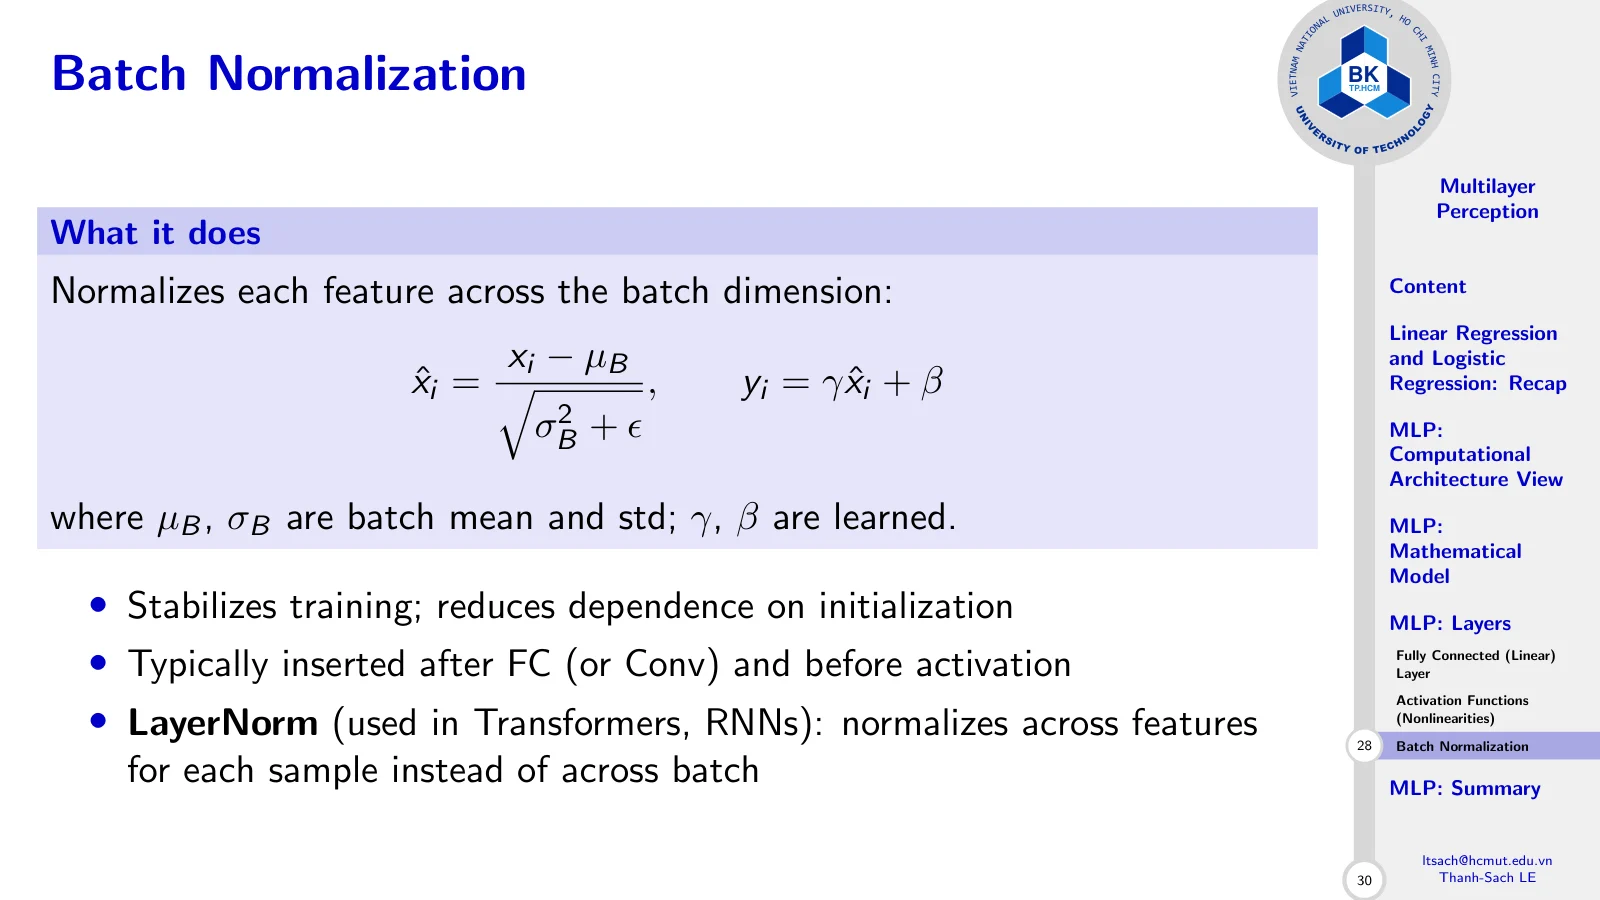 Batch Normalization
What it does
Normalizes each feature across the batch dimension:
x̂ᵢ = (xᵢ − μ_B) / √(σ²_B + ϵ),    yᵢ = γx̂ᵢ + β
where μ_B, σ_B are batch mean and std; γ, β are learned.
• Stabilizes training; reduces dependence on initialization
• Typically inserted after FC (or Conv) and before activation
• LayerNorm (used in Transformers, RNNs): normalizes across features
for each sample instead of across batch
VIETNAM NATIONAL UNIVERSITY, HO CHI MINH CITY
BK
TP.HCM
UNIVERSITY OF TECHNOLOGY
Multilayer
Perception
Content
Linear Regression
and Logistic
Regression: Recap
MLP:
Computational
Architecture View
MLP:
Mathematical
Model
MLP: Layers
Fully Connected (Linear)
Layer
Activation Functions
(Nonlinearities)
28
Batch Normalization
MLP: Summary
ltsach@hcmut.edu.vn
Thanh-Sach LE
30